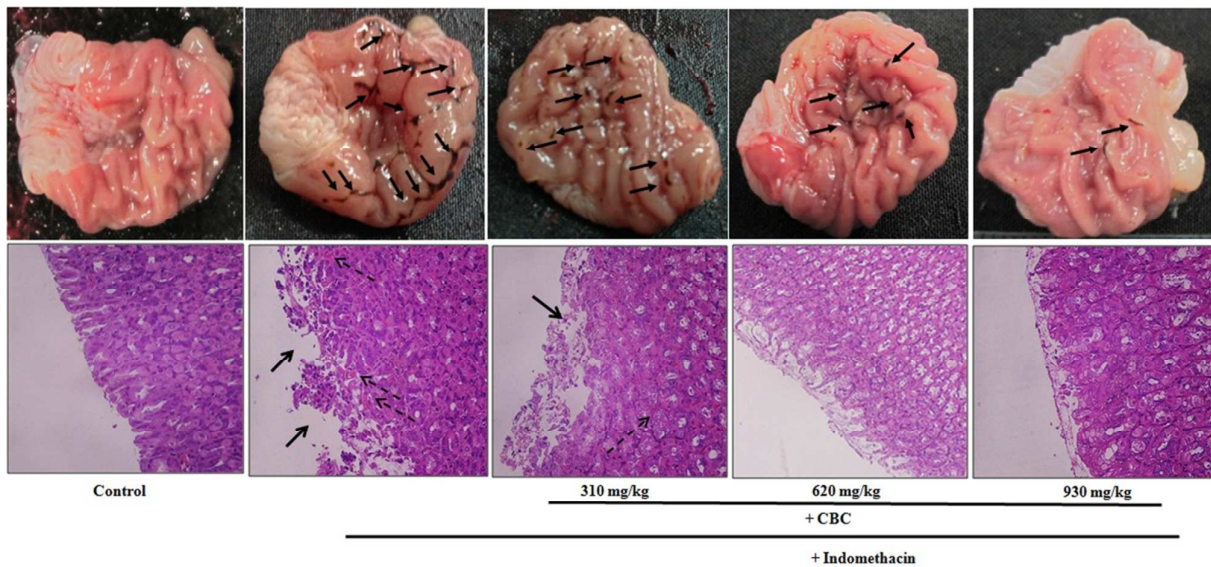 Control
310 mg/kg
620 mg/kg
930 mg/kg
+ CBC
+ Indomethacin